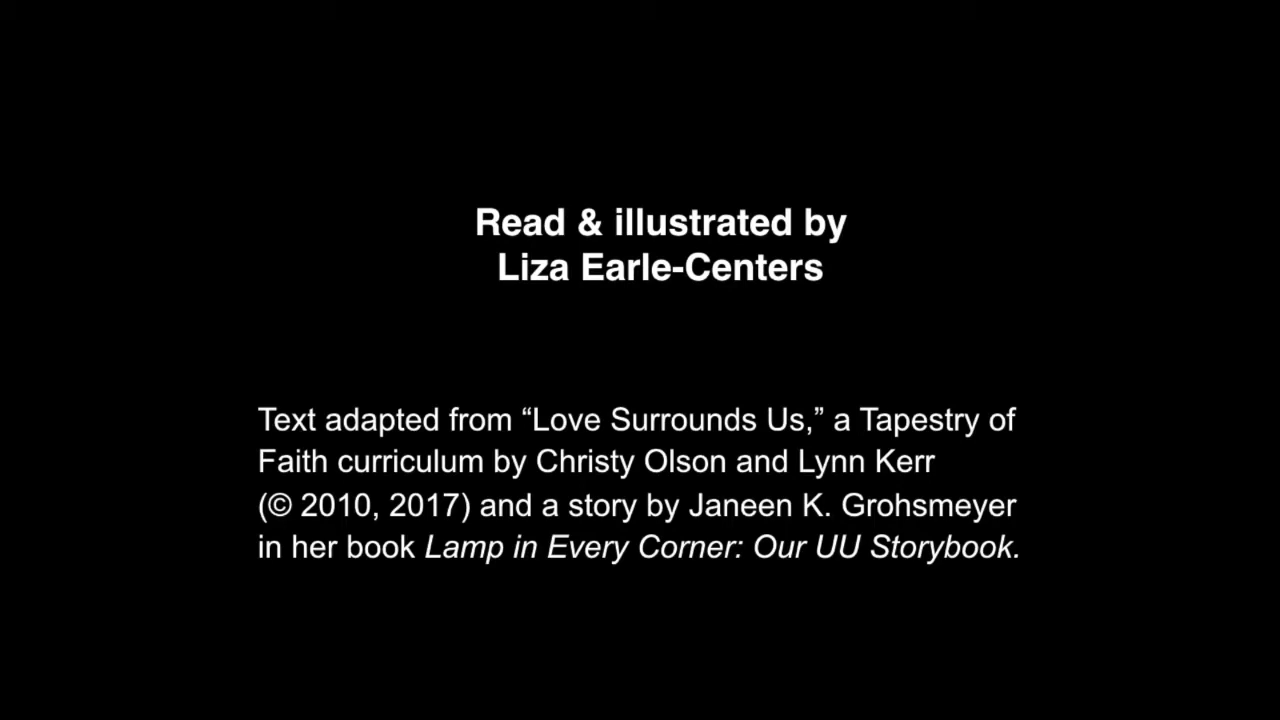 Read & illustrated by
Liza Earle-Centers
Text adapted from “Love Surrounds Us,” a Tapestry of
Faith curriculum by Christy Olson and Lynn Kerr
(© 2010, 2017) and a story by Janeen K. Grohsmeyer
in her book Lamp in Every Corner: Our UU Storybook.